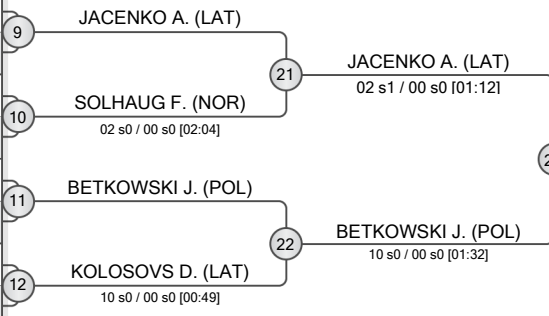 9
JACENKO A. (LAT)
21
JACENKO A. (LAT)
02 s1 / 00 s0 [01:12]
10
SOLHAUG F. (NOR)
02 s0 / 00 s0 [02:04]
11
BETKOWSKI J. (POL)
22
BETKOWSKI J. (POL)
10 s0 / 00 s0 [01:32]
12
KOLOSOVS D. (LAT)
10 s0 / 00 s0 [00:49]